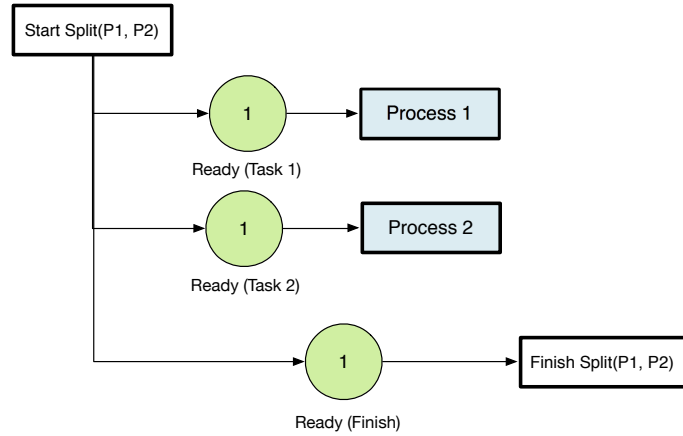 Start Split(P1, P2)
1
Process 1
Ready (Task 1)
1
Process 2
Ready (Task 2)
1
Finish Split(P1, P2)
Ready (Finish)